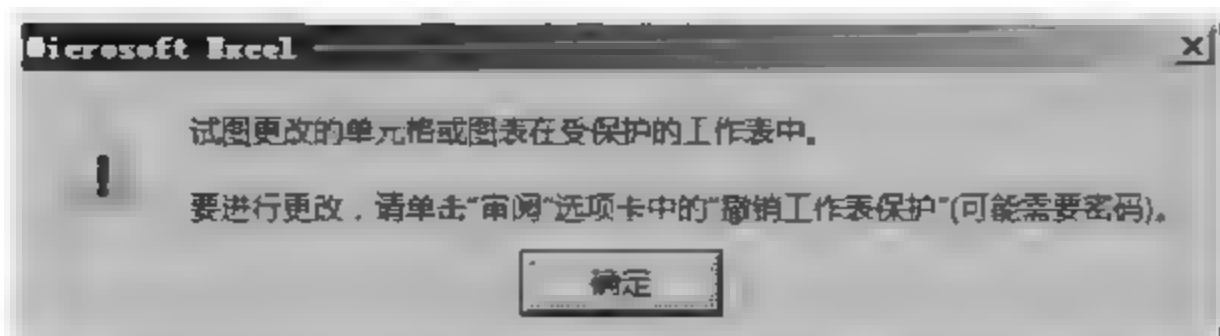 Microsoft Excel
试图更改的单元格或图表在受保护的工作表中。
要进行更改，请单击"审阅"选项卡中的"撤销工作表保护"(可能需要密码)。
确定